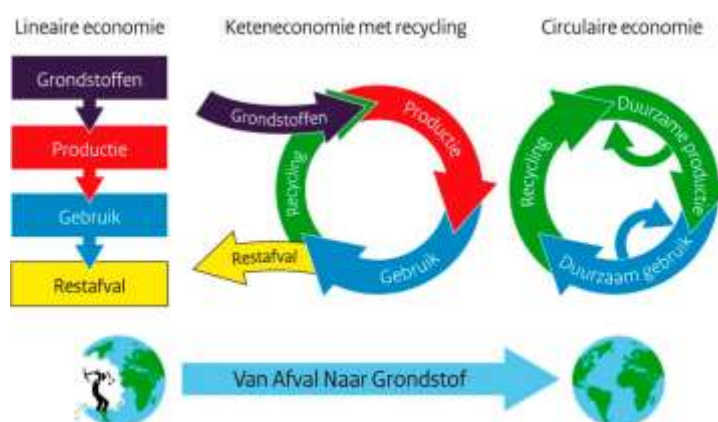 Lineaire economie
Keteneconomie met recycling
Circulaire economie
Grondstoffen
Productie
Gebruik
Restafval
Grondstoffen
Productie
Recycling
Gebruik
Restafval
Duurzame productie
Recycling
Duurzaam gebruik
Van Afval Naar Grondstof